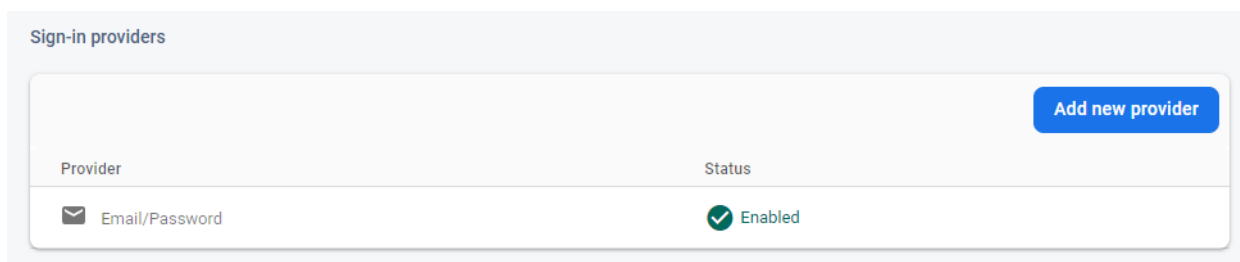 Sign-in providers
Add new provider
Provider Status
Email/Password Enabled